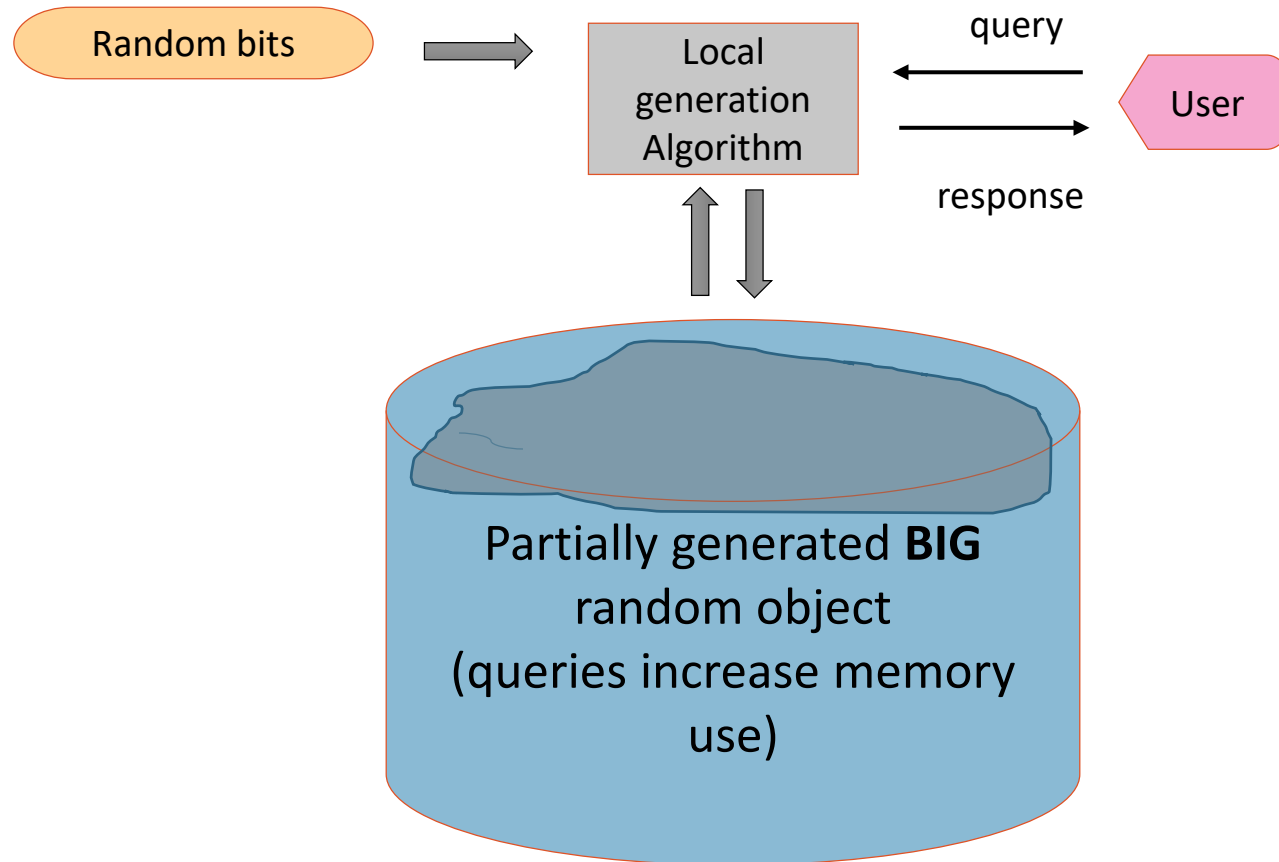 Random bits
Local
generation
Algorithm
query
User
response
Partially generated BIG
random object
(queries increase memory
use)